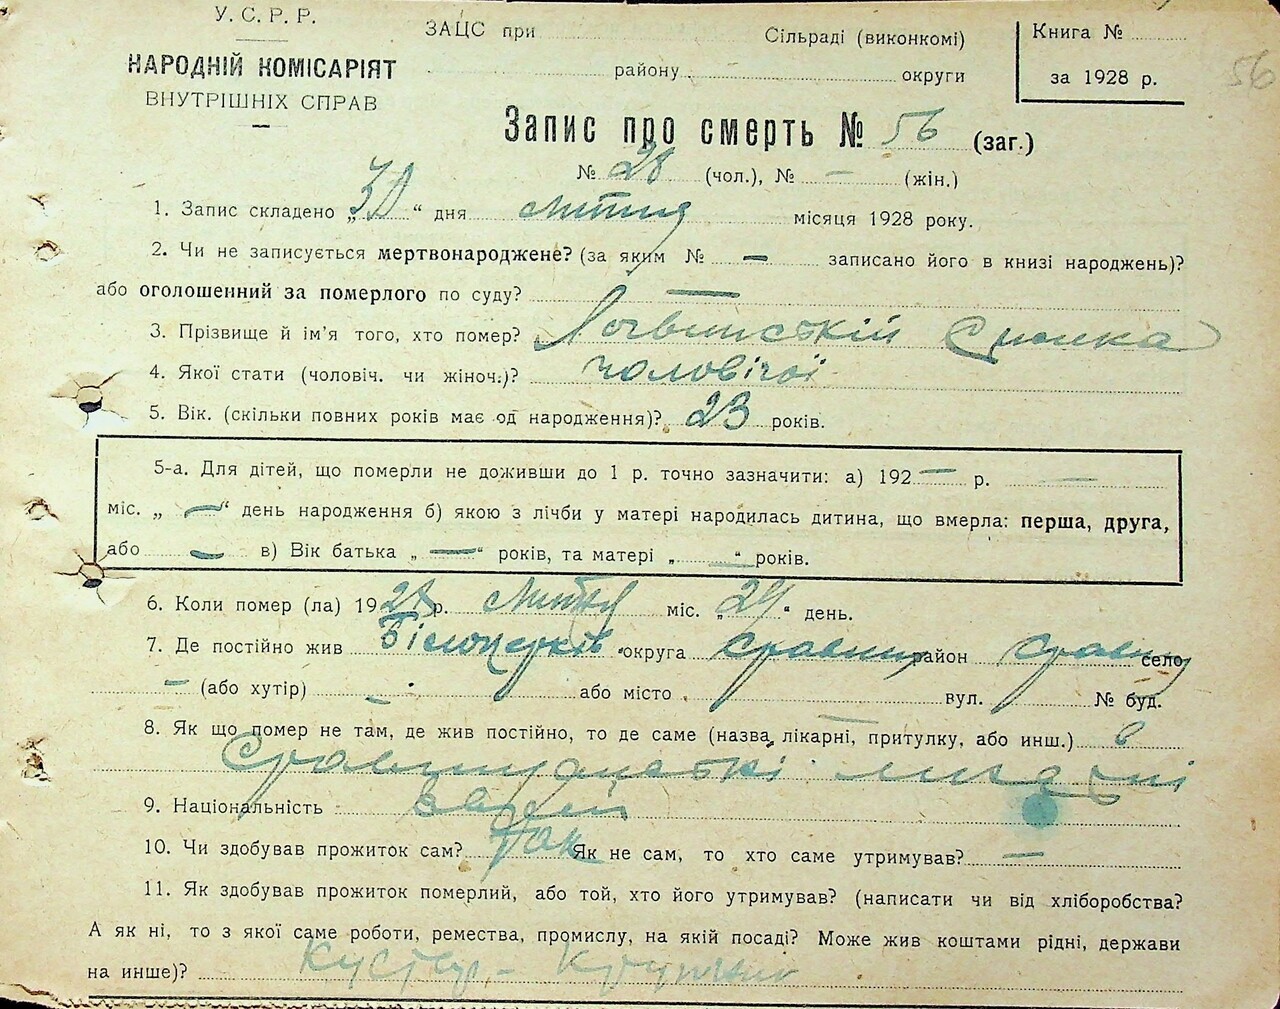 У. С. Р. Р.
НАРОДНІЙ КОМІСАРІЯТ
ВНУТРІШНІХ СПРАВ
ЗАЦС при Сільраді (виконкомі)
району округи
Книга №
за 1928 р.
56
Запис про смерть № 56 (заг.)
№ 28 (чол.), № — (жін.)
1. Запис складено „30“ дня липня місяця 1928 року.
2. Чи не записується мертвонароджене? (за яким № — записано його в книзі народжень)?
або оголошенний за померлого по суду? —
3. Прізвище й ім'я того, хто помер?
4. Якої стати (чоловіч. чи жіноч.)? чоловічої
5. Вік. (скільки повних років має од народження)? 23 років.
5-а. Для дітей, що померли не доживши до 1 р. точно зазначити: а) 192 — р. —
міс. „ — “ день народження б) якою з лічби у матері народилась дитина, що вмерла: перша, друга,
або — в) Вік батька „ — “ років, та матері „ — “ років.
6. Коли помер (ла) 1928 р. липня міс. „29“ день.
7. Де постійно жив округа район село
— (або хутір) - або місто вул. — № буд.
8. Як що помер не там, де жив постійно, то де саме (назва лікарні, притулку, або инш.) в
9. Національність
10. Чи здобував прожиток сам? так Як не сам, то хто саме утримував? —
11. Як здобував прожиток померлий, або той, хто його утримував? (написати чи від хліборобства?
А як ні, то з якої саме роботи, ремества, промислу, на якій посаді? Може жив коштами рідні, держави
на инше)? Кустар -